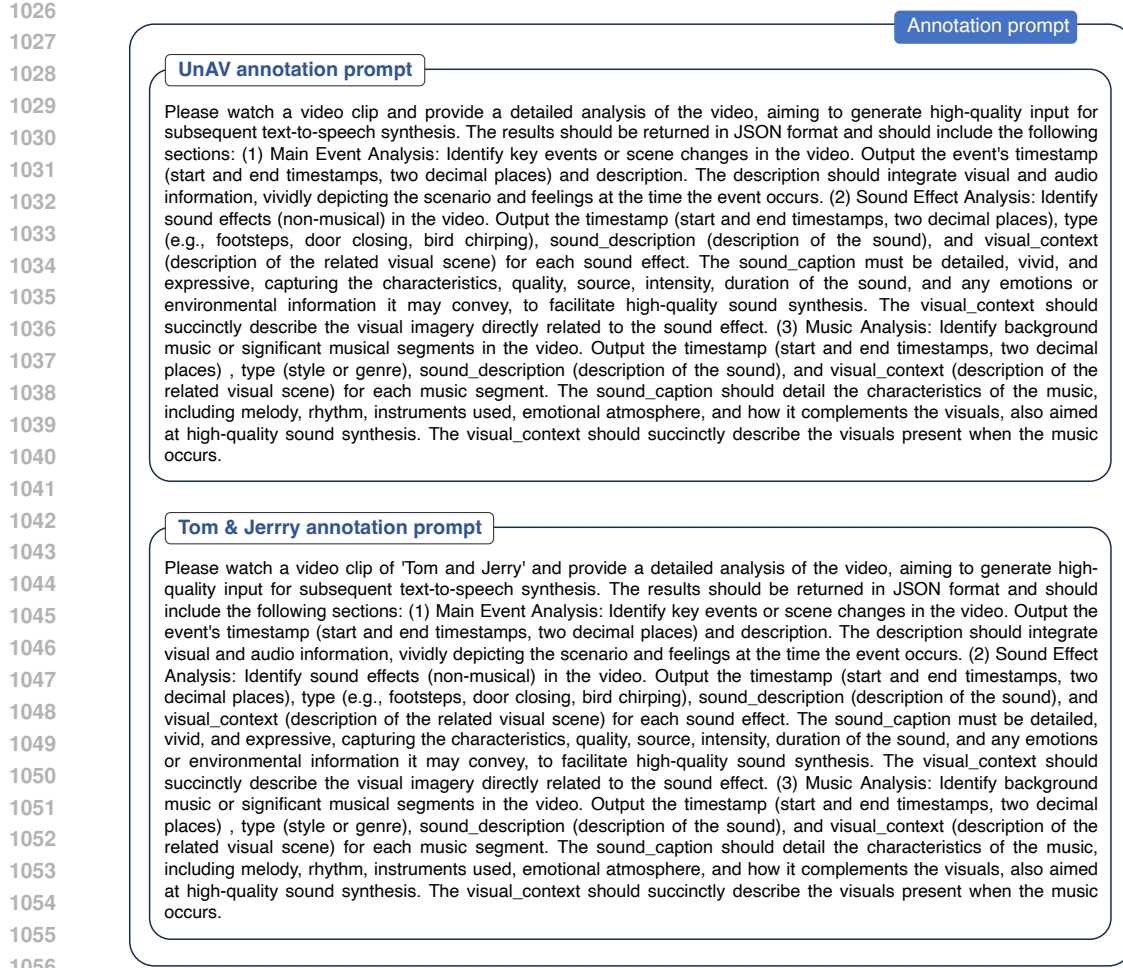 1026
1027
1028
1029
1030
1031
1032
1033
1034
1035
1036
1037
1038
1039
1040
1041
1042
1043
1044
1045
1046
1047
1048
1049
1050
1051
1052
1053
1054
1055
1056
Annotation prompt
UnAV annotation prompt
Please watch a video clip and provide a detailed analysis of the video, aiming to generate high-quality input for
subsequent text-to-speech synthesis. The results should be returned in JSON format and should include the following
sections: (1) Main Event Analysis: Identify key events or scene changes in the video. Output the event's timestamp
(start and end timestamps, two decimal places) and description. The description should integrate visual and audio
information, vividly depicting the scenario and feelings at the time the event occurs. (2) Sound Effect Analysis: Identify
sound effects (non-musical) in the video. Output the timestamp (start and end timestamps, two decimal places), type
(e.g., footsteps, door closing, bird chirping), sound_description (description of the sound), and visual_context
(description of the related visual scene) for each sound effect. The sound_caption must be detailed, vivid, and
expressive, capturing the characteristics, quality, source, intensity, duration of the sound, and any emotions or
environmental information it may convey, to facilitate high-quality sound synthesis. The visual_context should
succinctly describe the visual imagery directly related to the sound effect. (3) Music Analysis: Identify background
music or significant musical segments in the video. Output the timestamp (start and end timestamps, two decimal
places) , type (style or genre), sound_description (description of the sound), and visual_context (description of the
related visual scene) for each music segment. The sound_caption should detail the characteristics of the music,
including melody, rhythm, instruments used, emotional atmosphere, and how it complements the visuals, also aimed
at high-quality sound synthesis. The visual_context should succinctly describe the visuals present when the music
occurs.
Tom & Jerrry annotation prompt
Please watch a video clip of 'Tom and Jerry' and provide a detailed analysis of the video, aiming to generate high-
quality input for subsequent text-to-speech synthesis. The results should be returned in JSON format and should
include the following sections: (1) Main Event Analysis: Identify key events or scene changes in the video. Output the
event's timestamp (start and end timestamps, two decimal places) and description. The description should integrate
visual and audio information, vividly depicting the scenario and feelings at the time the event occurs. (2) Sound Effect
Analysis: Identify sound effects (non-musical) in the video. Output the timestamp (start and end timestamps, two
decimal places), type (e.g., footsteps, door closing, bird chirping), sound_description (description of the sound), and
visual_context (description of the related visual scene) for each sound effect. The sound_caption must be detailed,
vivid, and expressive, capturing the characteristics, quality, source, intensity, duration of the sound, and any emotions
or environmental information it may convey, to facilitate high-quality sound synthesis. The visual_context should
succinctly describe the visual imagery directly related to the sound effect. (3) Music Analysis: Identify background
music or significant musical segments in the video. Output the timestamp (start and end timestamps, two decimal
places) , type (style or genre), sound_description (description of the sound), and visual_context (description of the
related visual scene) for each music segment. The sound_caption should detail the characteristics of the music,
including melody, rhythm, instruments used, emotional atmosphere, and how it complements the visuals, also aimed
at high-quality sound synthesis. The visual_context should succinctly describe the visuals present when the music
occurs.